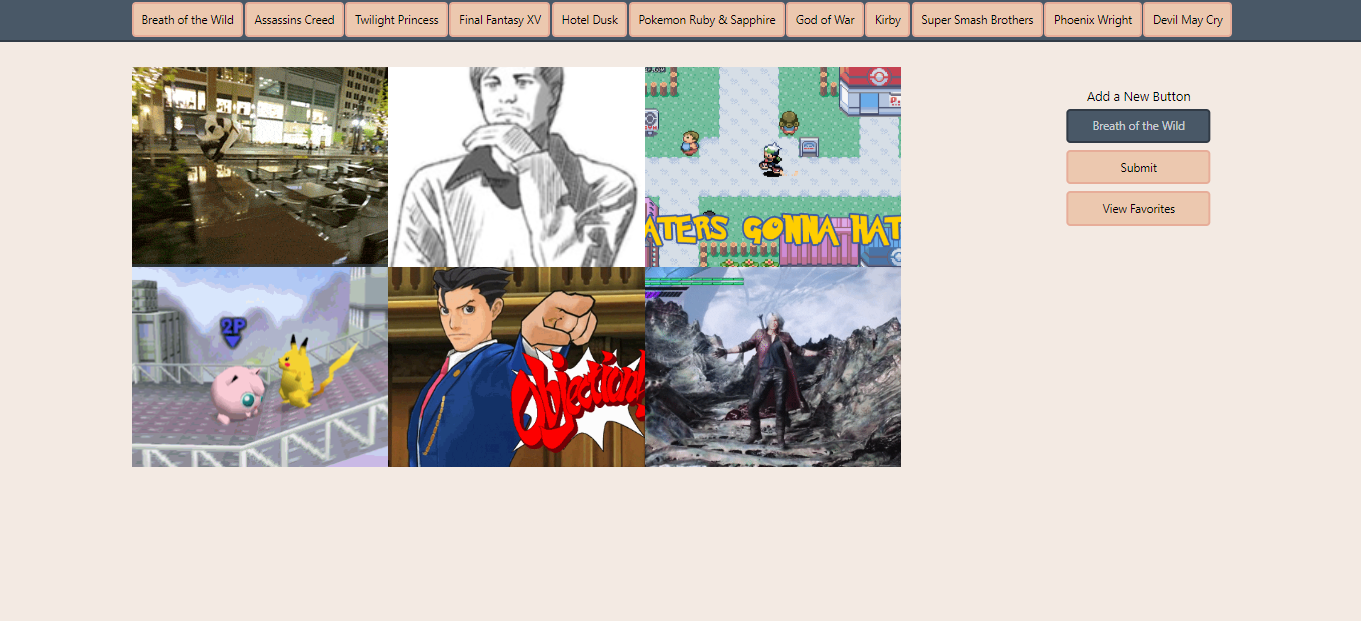 Breath of the Wild
Assassins Creed
Twilight Princess
Final Fantasy XV
Hotel Dusk
Pokemon Ruby & Sapphire
God of War
Kirby
Super Smash Brothers
Phoenix Wright
Devil May Cry
Add a New Button
Breath of the Wild
Submit
View Favorites
ATERS GONNA HAT
2P
Objection!